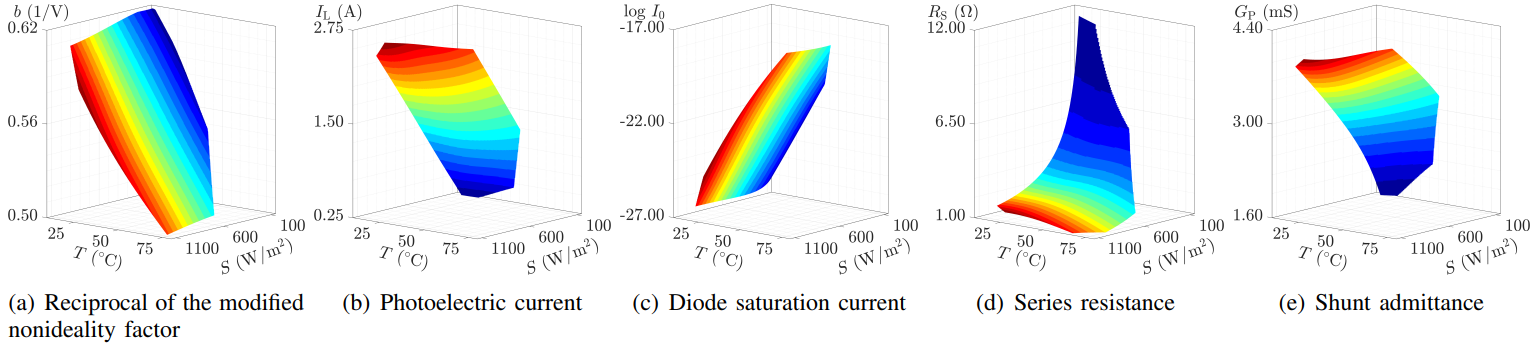 b (1/V)
0.62
0.56
0.50
25
50
75
T (°C)
1100
600
100
S (W/m²)
(a) Reciprocal of the modified
nonideality factor
I_L (A)
2.75
1.50
0.25
25
50
75
T (°C)
1100
600
100
S (W/m²)
(b) Photoelectric current
log I_0
-17.00
-22.00
-27.00
25
50
75
T (°C)
1100
600
100
S (W/m²)
(c) Diode saturation current
R_S (Ω)
12.00
6.50
1.00
25
50
75
T (°C)
1100
600
100
S (W/m²)
(d) Series resistance
G_P (mS)
4.40
3.00
1.60
25
50
75
T (°C)
1100
600
100
S (W/m²)
(e) Shunt admittance